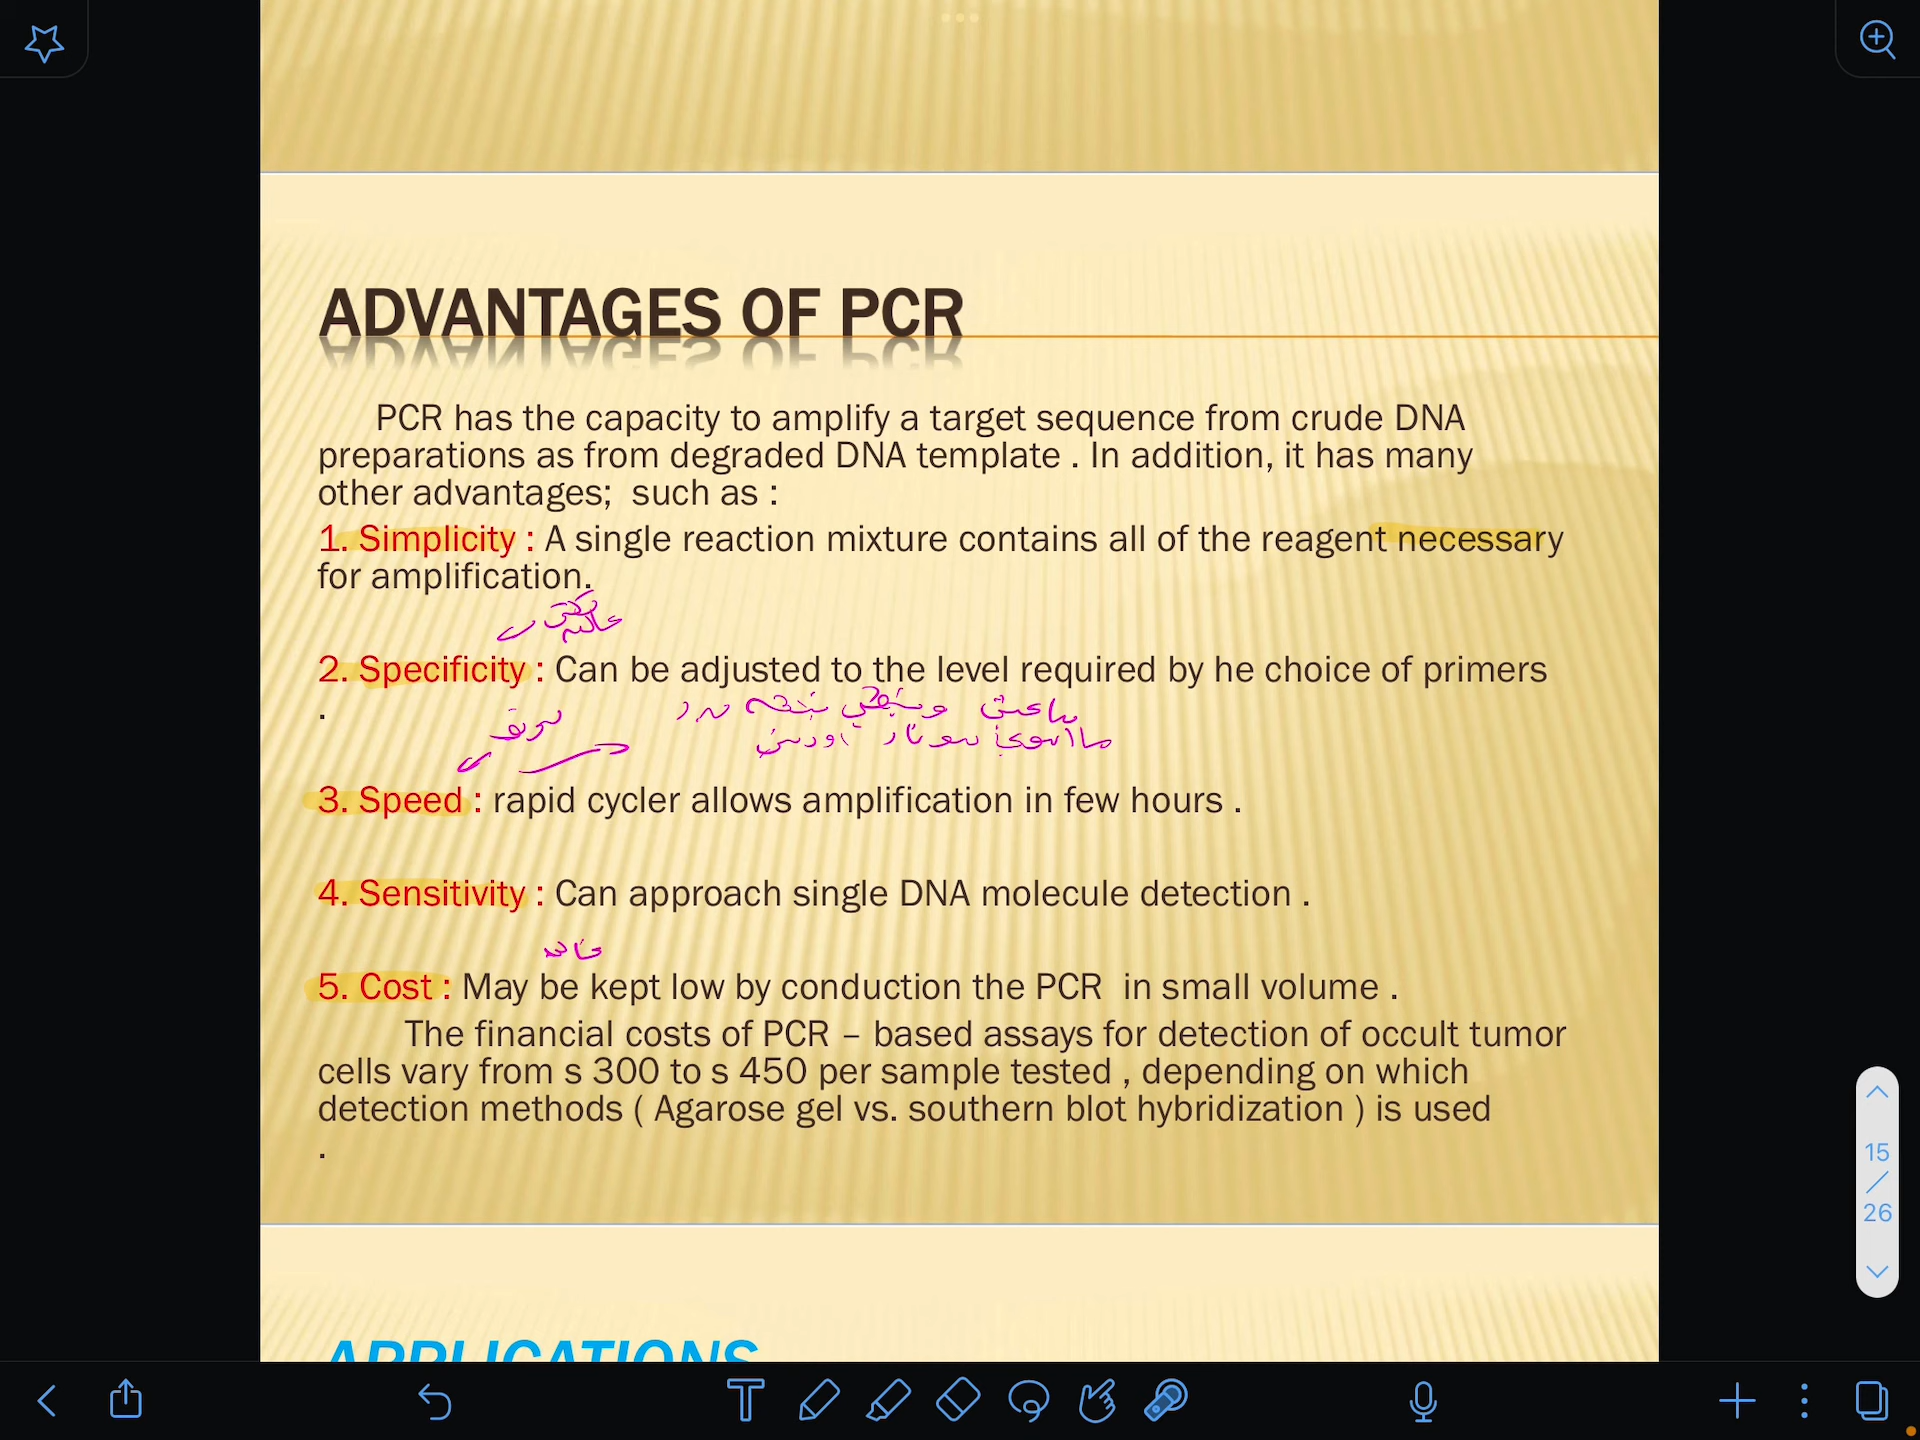 ADVANTAGES OF PCR
PCR has the capacity to amplify a target sequence from crude DNA
preparations as from degraded DNA template . In addition, it has many
other advantages; such as :
1. Simplicity : A single reaction mixture contains all of the reagent necessary
for amplification.
2. Specificity : Can be adjusted to the level required by he choice of primers
.
3. Speed : rapid cycler allows amplification in few hours .
4. Sensitivity : Can approach single DNA molecule detection .
5. Cost : May be kept low by conduction the PCR in small volume .
The financial costs of PCR – based assays for detection of occult tumor
cells vary from s 300 to s 450 per sample tested , depending on which
detection methods ( Agarose gel vs. southern blot hybridization ) is used
.
APPLICATIONS
15
/
26